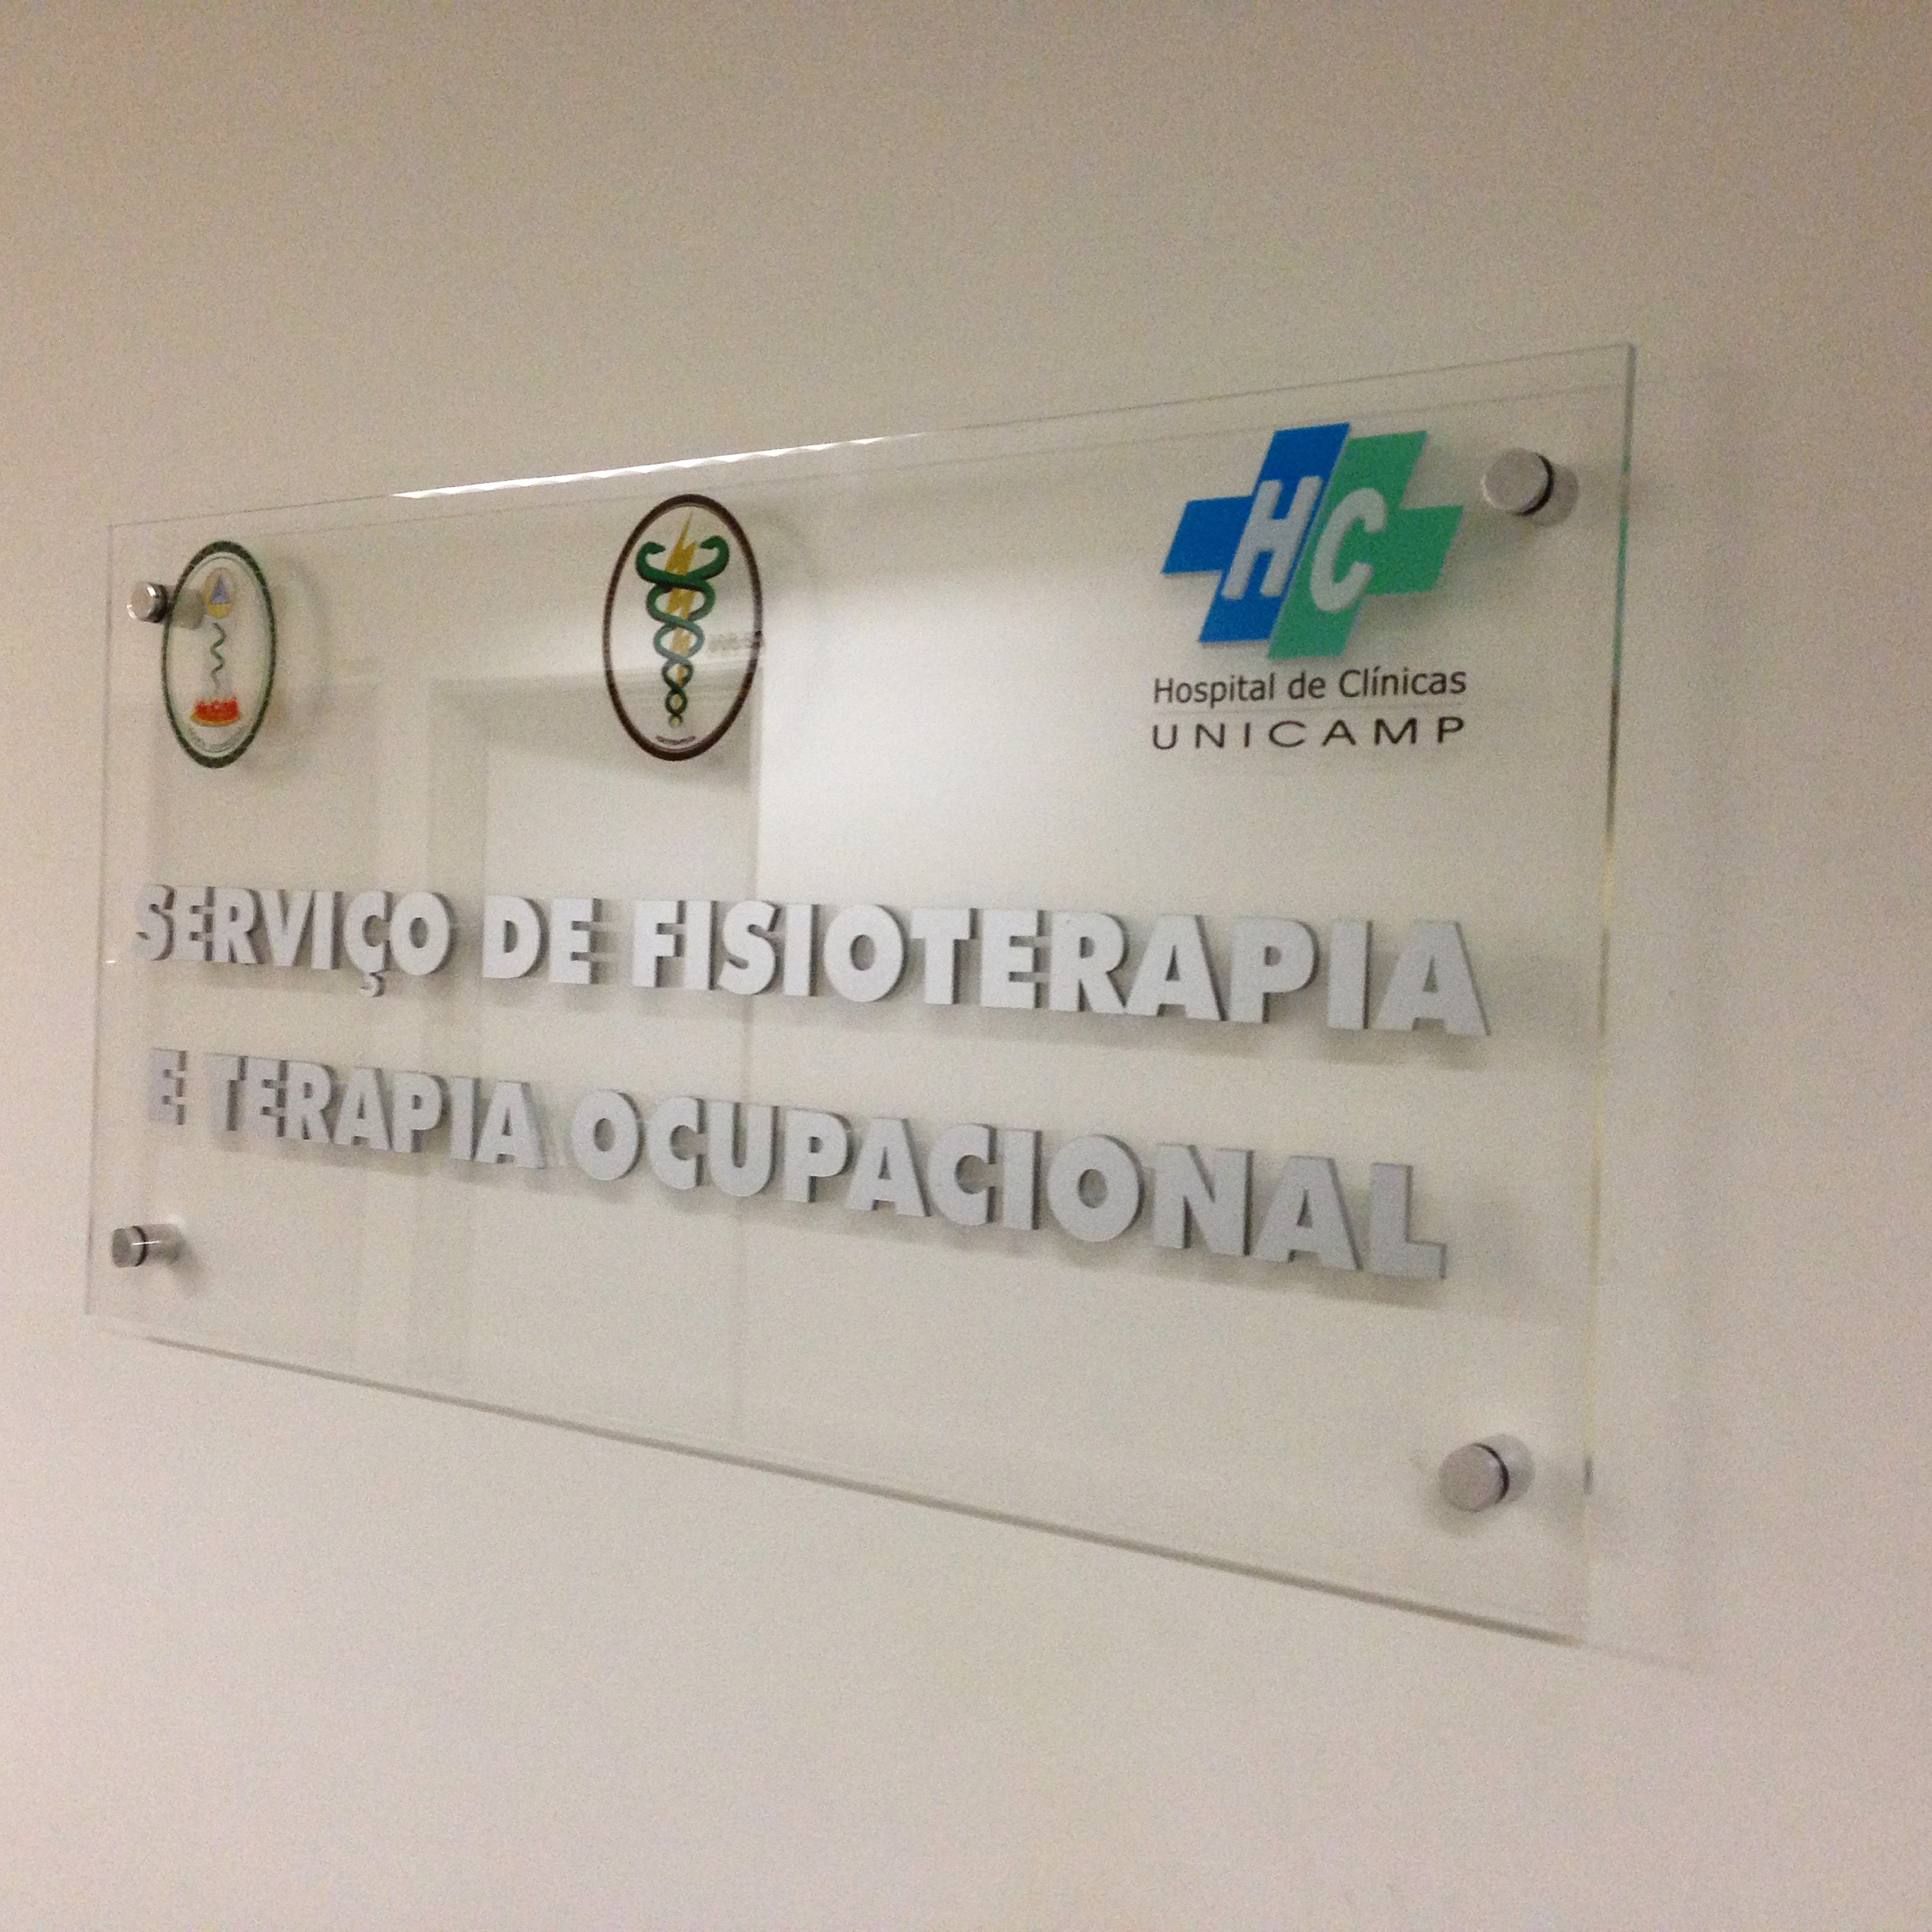 HC
Hospital de Clínicas
UNICAMP
SERVIÇO DE FISIOTERAPIA
E TERAPIA OCUPACIONAL